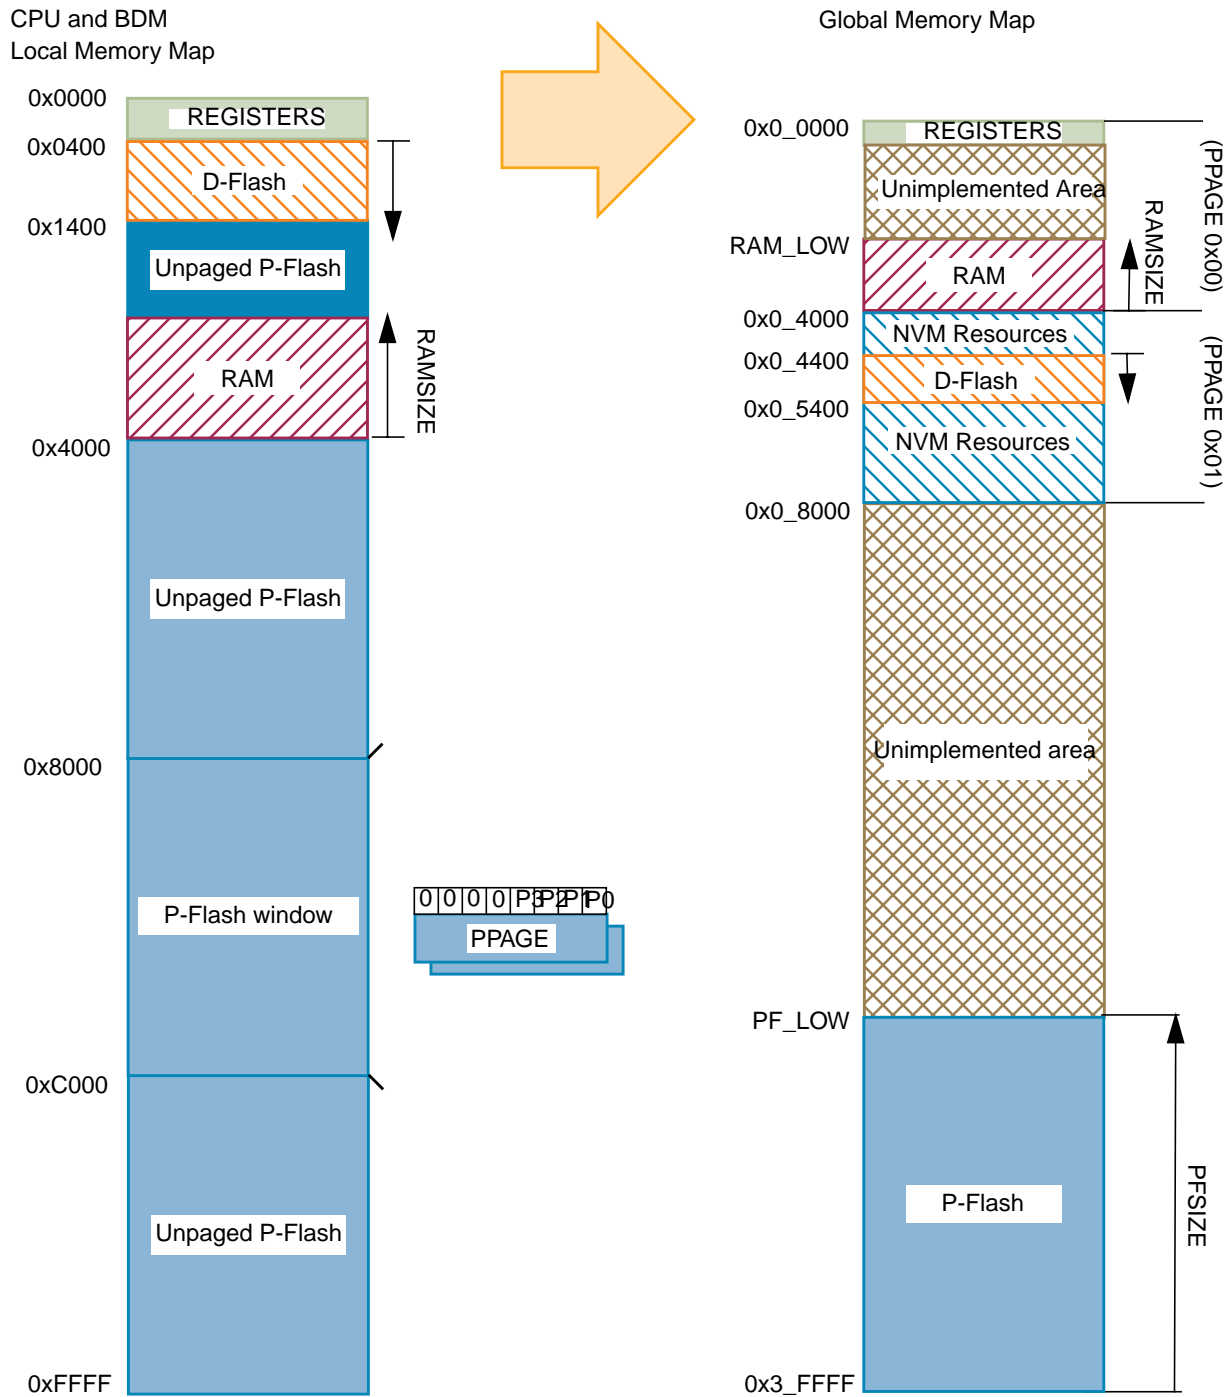 CPU and BDM
Local Memory Map
0x0000
REGISTERS
0x0400
D-Flash
0x1400
Unpaged P-Flash
RAM
RAMSIZE
0x4000
Unpaged P-Flash
0x8000
P-Flash window
0 0 0 0 P3 P2 P1 P0
PPAGE
0xC000
Unpaged P-Flash
0xFFFF
Global Memory Map
0x0_0000
REGISTERS
Unimplemented Area
(PPAGE 0x00)
RAM_LOW
RAM
RAMSIZE
0x0_4000
NVM Resources
0x0_4400
D-Flash
0x0_5400
NVM Resources
(PPAGE 0x01)
0x0_8000
Unimplemented area
PF_LOW
P-Flash
PFSIZE
0x3_FFFF